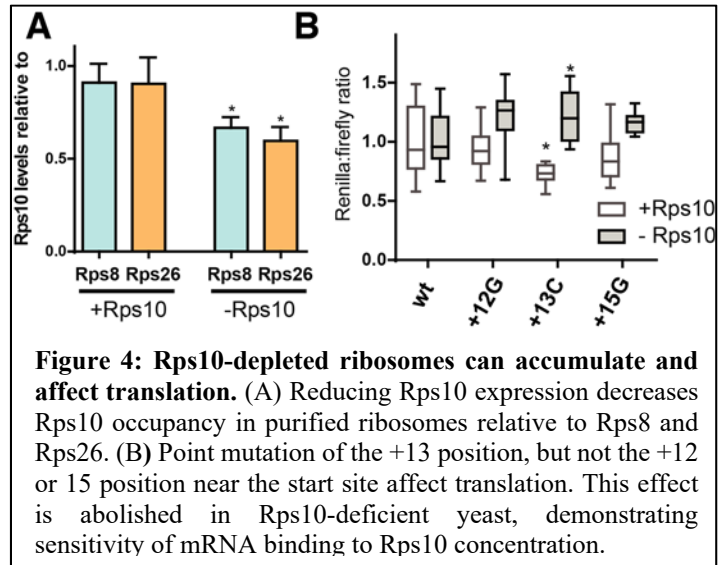 A
B
Rps10 levels relative to
1.0
0.5
0.0
Rps8 Rps26 Rps8 Rps26
+Rps10 -Rps10
Renilla:firefly ratio
1.5
1.0
0.5
0.0
* *
* *
+Rps10
- Rps10
wt +12G +13C +15G
Figure 4: Rps10-depleted ribosomes can accumulate and
affect translation. (A) Reducing Rps10 expression decreases
Rps10 occupancy in purified ribosomes relative to Rps8 and
Rps26. (B) Point mutation of the +13 position, but not the +12
or 15 position near the start site affect translation. This effect
is abolished in Rps10-deficient yeast, demonstrating
sensitivity of mRNA binding to Rps10 concentration.